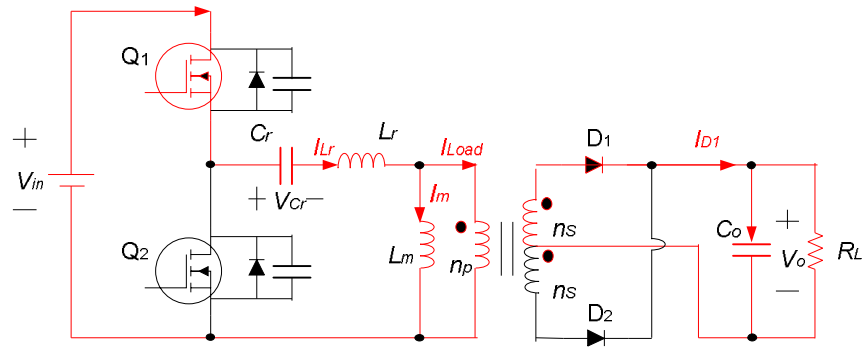 Q1
Cr
ILr
Lr
ILoad
D1
ID1
+
Vin
−
+ VCr −
Im
nS
Co
+
Vo
−
RL
Q2
Lm
nP
nS
D2